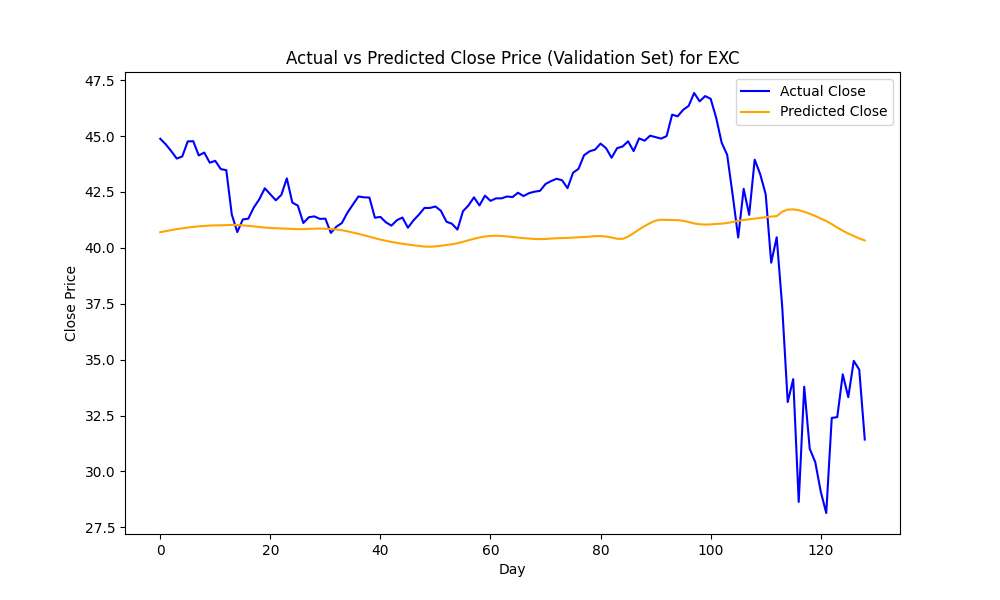 Actual vs Predicted Close Price (Validation Set) for EXC
Actual Close
Predicted Close
Close Price
47.5
45.0
42.5
40.0
37.5
35.0
32.5
30.0
27.5
0 20 40 60 80 100 120
Day